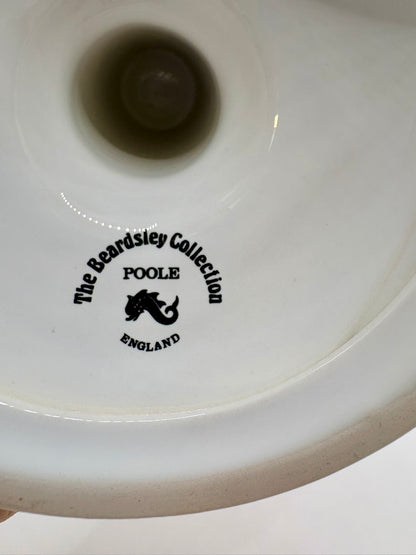 The Beardsley Collection
POOLE
ENGLAND